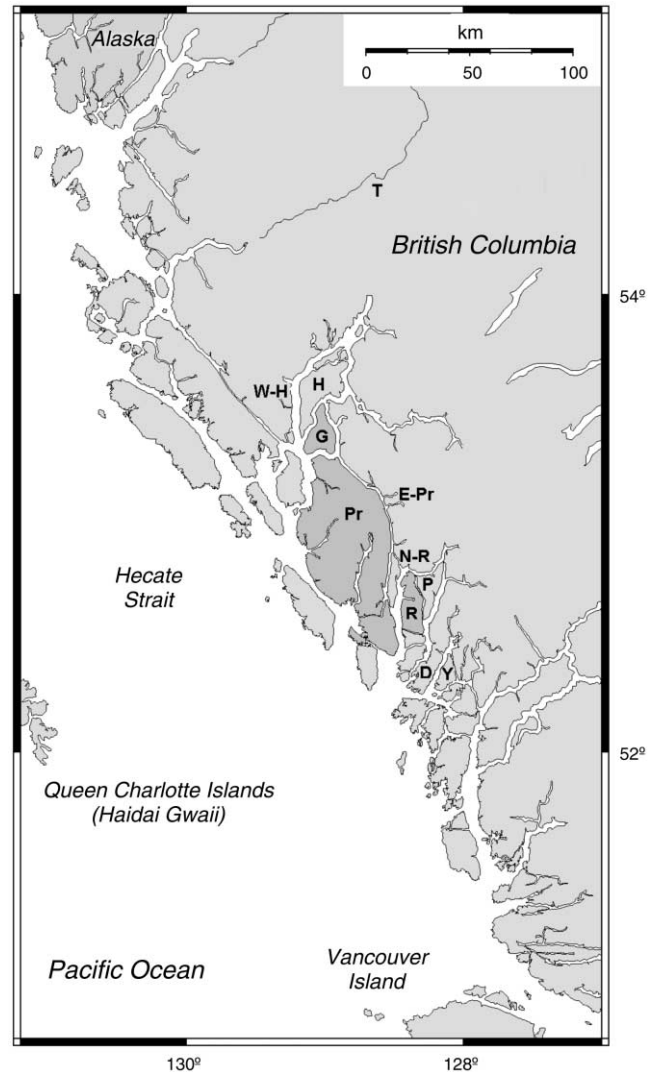 Alaska
km
0 50 100
T
British Columbia
54º
W-H
H
G
E-Pr
Pr
N-R
P
Hecate
Strait
R
D
Y
52º
Queen Charlotte Islands
(Haidai Gwaii)
Vancouver
Island
Pacific Ocean
130º
128º